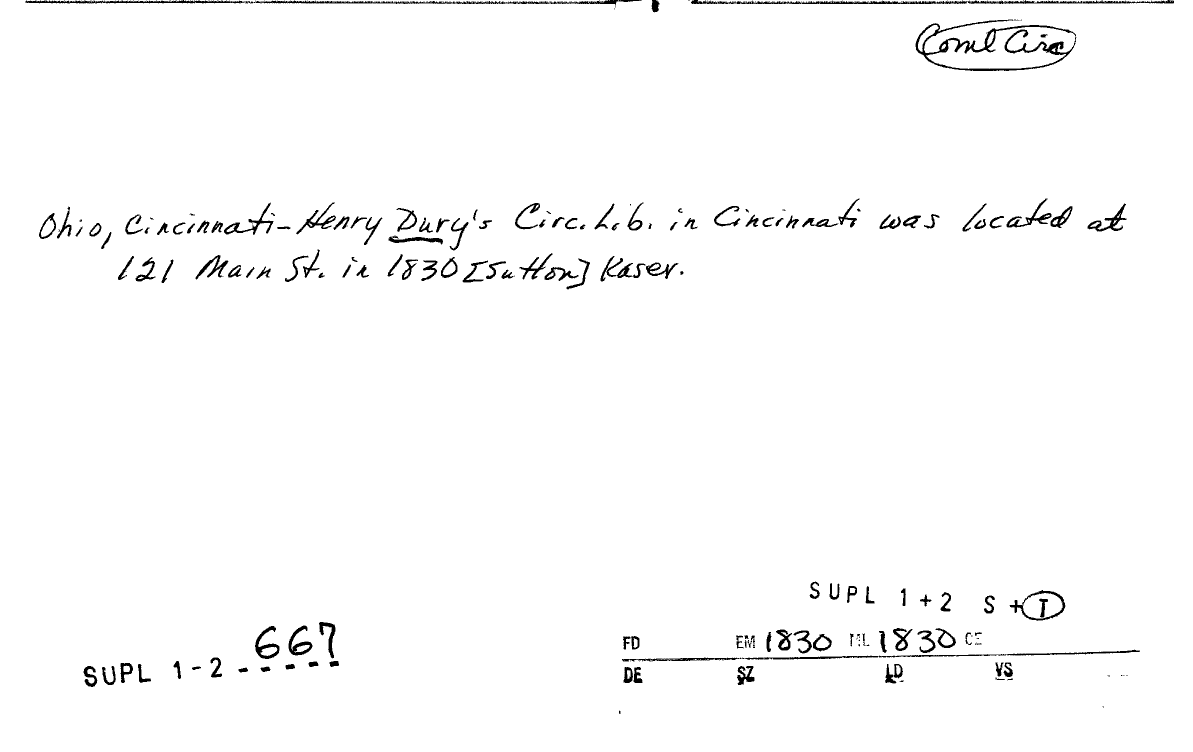 Coml Circ
Ohio, Cincinnati-Henry Dury's Circ. Lib. in Cincinnati was located at
121 Main St. in 1830 [Sutton] Kaser.
SUPL 1+2 S+I
SUPL 1-2 667
FD EM 1830 ML 1830 CE
DE SZ LD VS